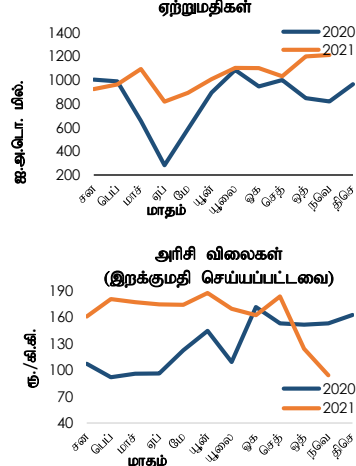 ஏற்றுமதிகள்
1400
1200
1000
800
600
400
200
ஐ.அ.டொ. மில்.
2020
2021
சன
பெப்
மாச்
ஏப்
மே
யூன்
யூலை
ஓக
செத்
ஒத்
நவெ
திசெ
மாதம்
அரிசி விலைகள்
(இறக்குமதி செய்யப்பட்டவை)
190
160
130
100
70
40
ரூ./கி.கி.
2020
2021
சன
பெப்
மாச்
ஏப்
மே
யூன்
யூலை
ஓக
செத்
ஒத்
நவெ
திசெ
மாதம்